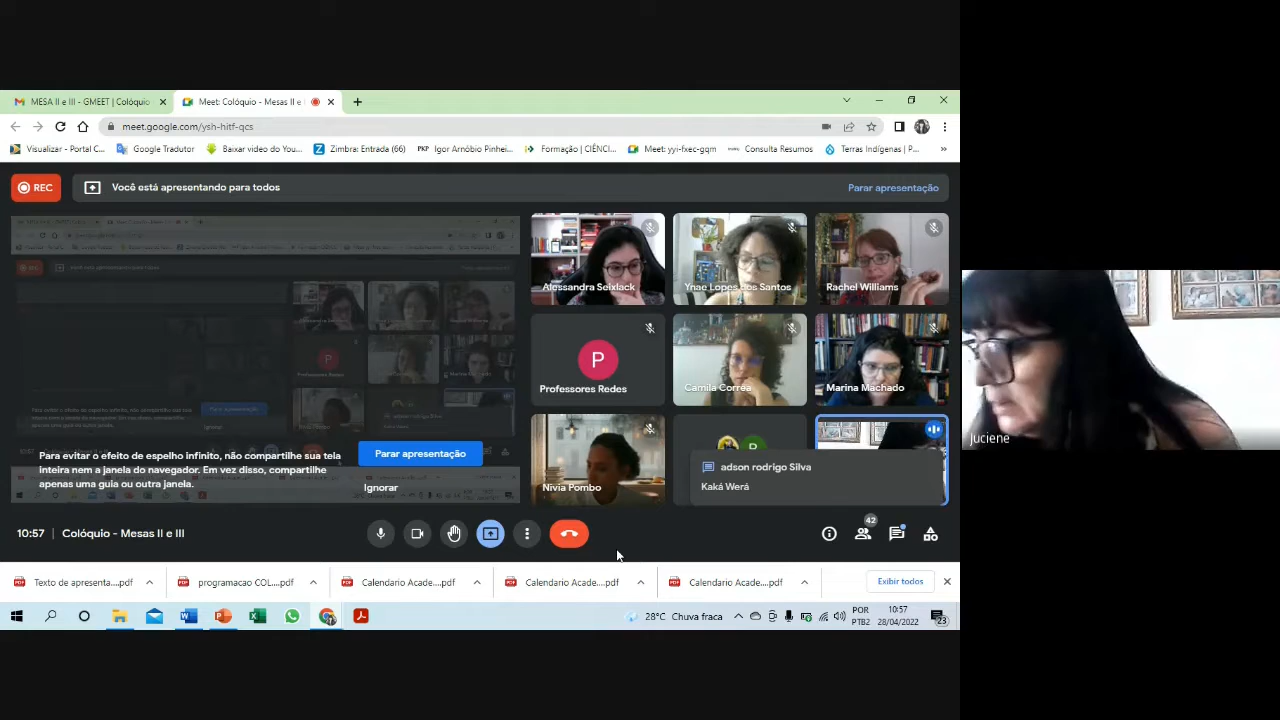 MESA II e III - GMEET | Colóquio
Meet: Colóquio - Mesas II e
meet.google.com/ysh-hitf-qcs
Visualizar - Portal C...
Google Tradutor
Baixar video do You...
Zimbra: Entrada (66)
PKP Igor Arnóbio Pinhei...
Formação | CIÊNCI...
Meet: yyi-fxec-gqm
Consulta Resumos
Terras Indígenas | P...
REC
Você está apresentando para todos
Parar apresentação
Alessandra Seixlack
Ynaê Lopes dos Santos
Rachel Williams
P
Professores Redes
Camila Corrêa
Marina Machado
Para evitar o efeito de espelho infinito, não compartilhe sua tela
inteira nem a janela do navegador. Em vez disso, compartilhe
apenas uma guia ou outra janela.
Parar apresentação
Ignorar
Nivia Pombo
adson rodrigo Silva
Kaká Werá
Juciene
10:57 | Colóquio - Mesas II e III
42
Texto de apresenta....pdf
programacao COL....pdf
Calendario Acade....pdf
Calendario Acade....pdf
Calendario Acade....pdf
Exibir todos
28°C Chuva fraca
POR
PTB2
10:57
28/04/2022
23